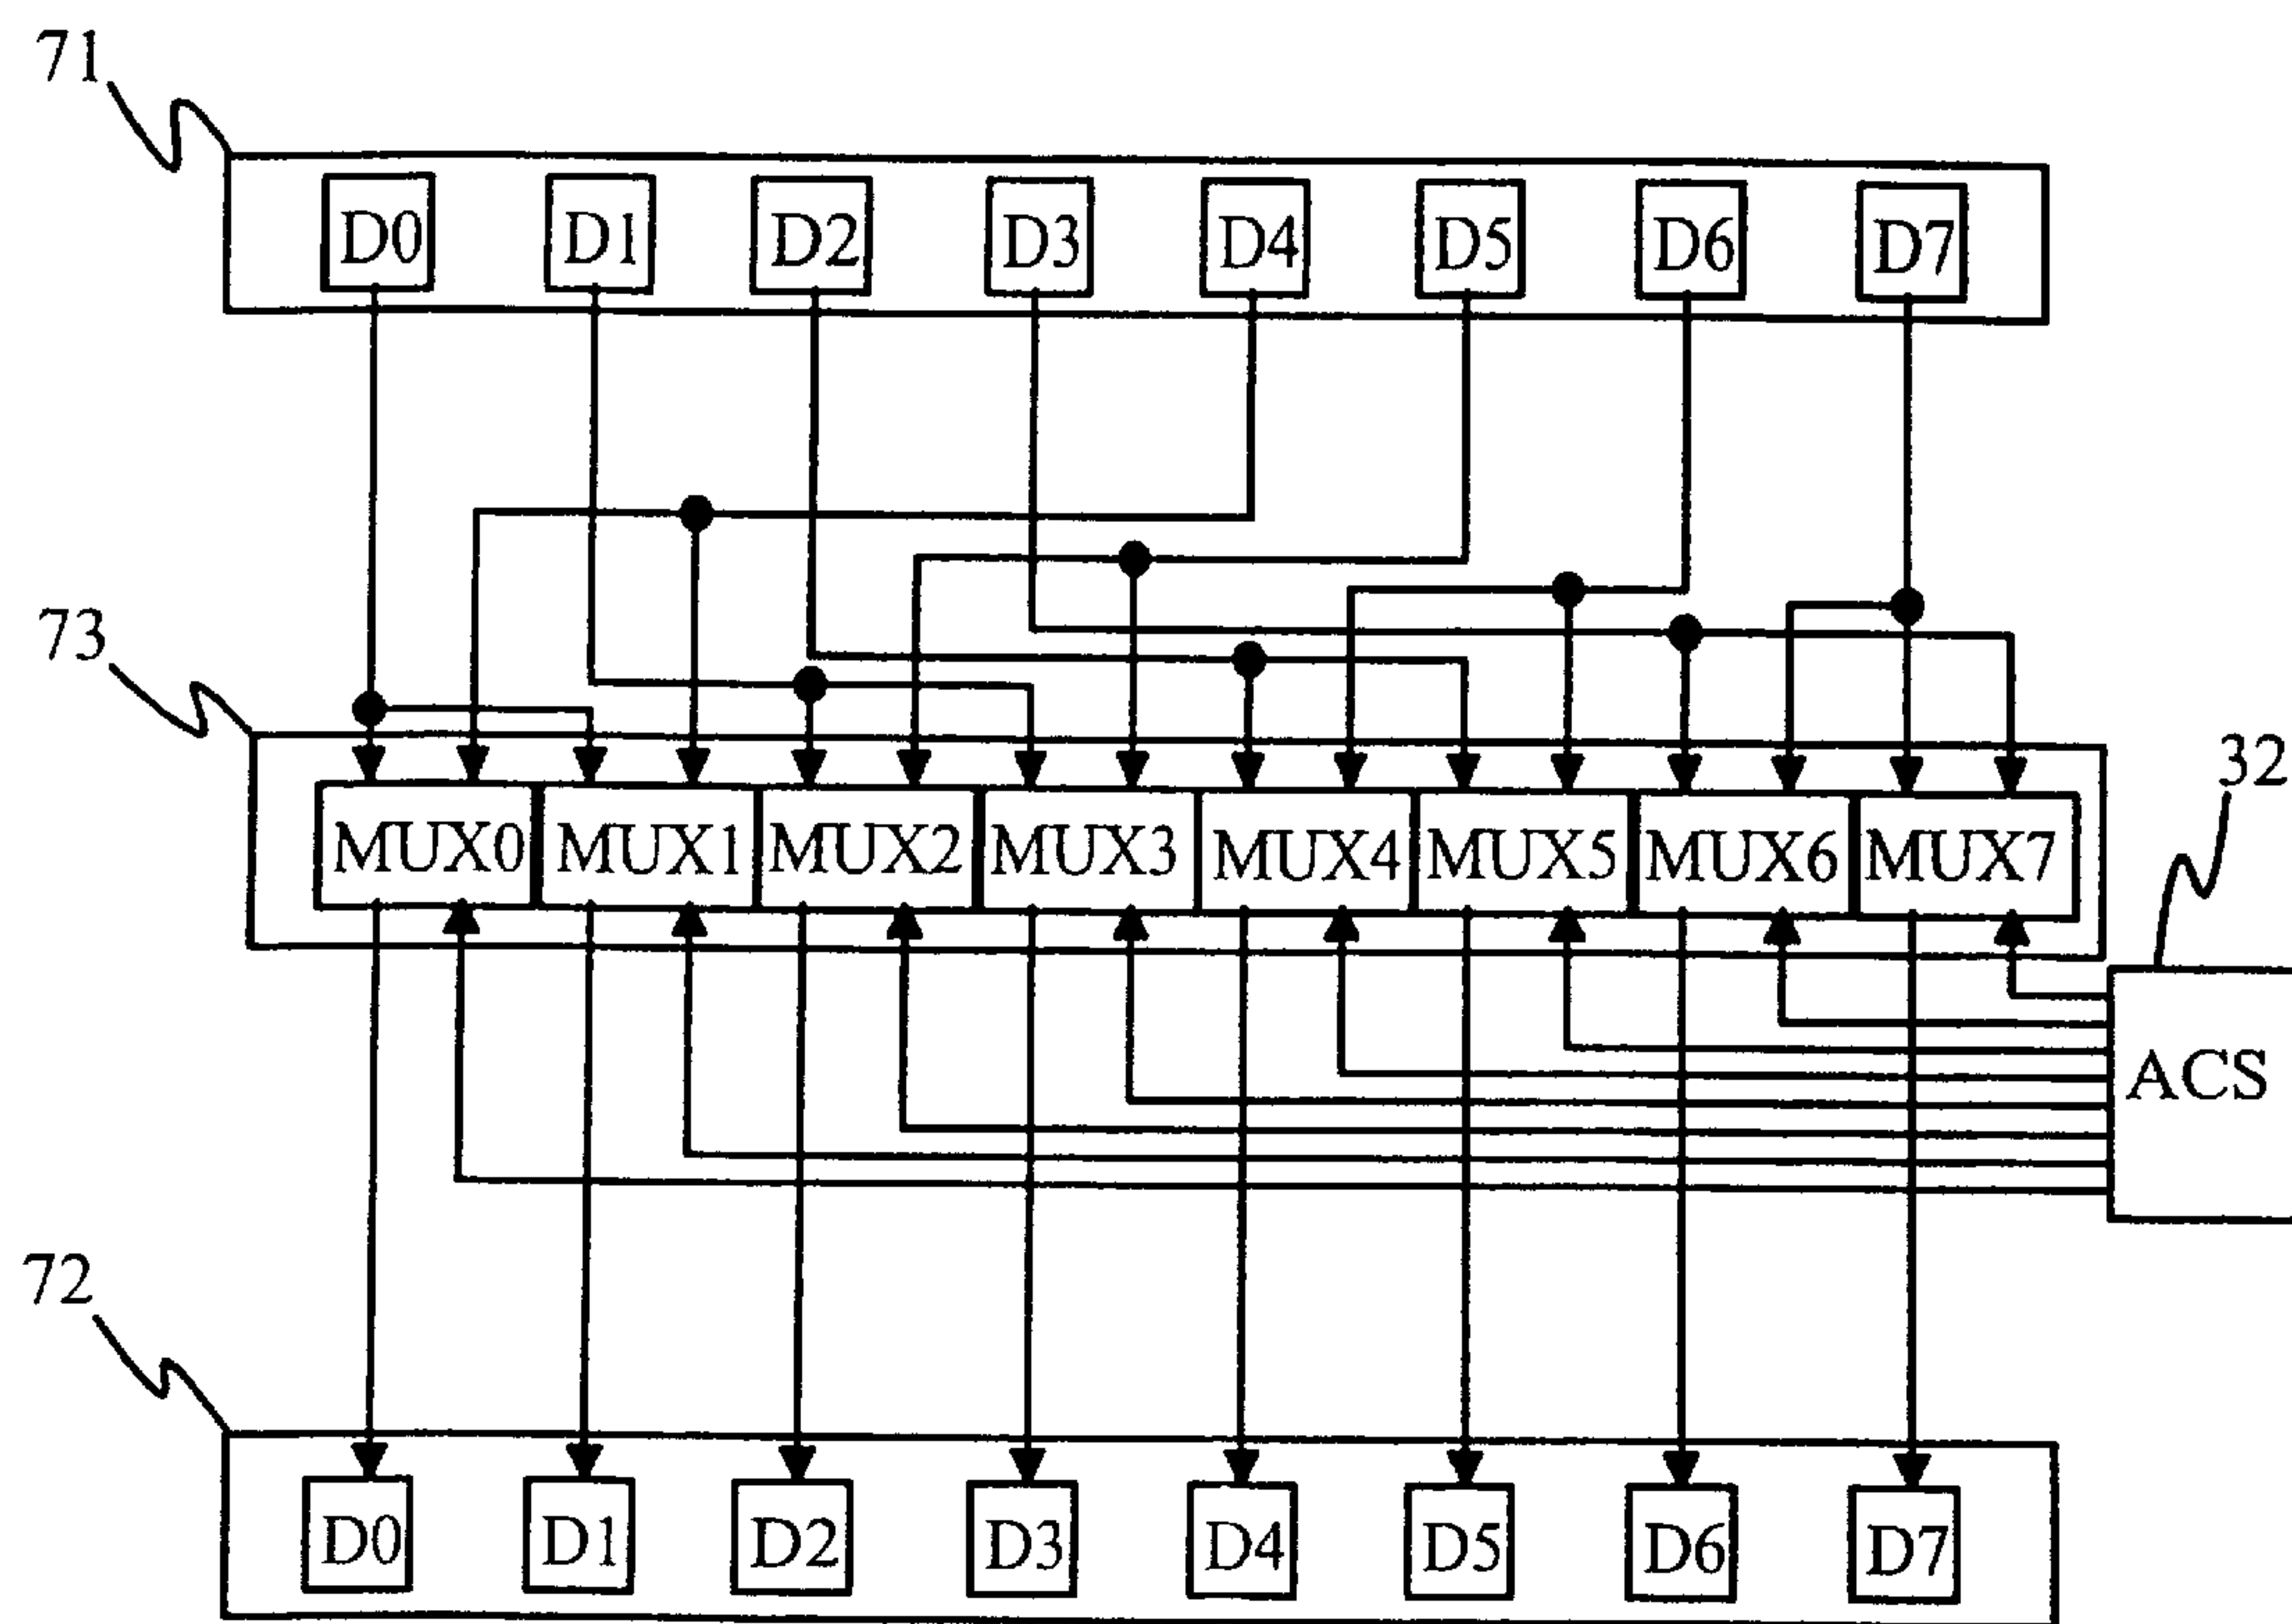 71
D0 D1 D2 D3 D4 D5 D6 D7
73
MUX0 MUX1 MUX2 MUX3 MUX4 MUX5 MUX6 MUX7
32
ACS
72
D0 D1 D2 D3 D4 D5 D6 D7